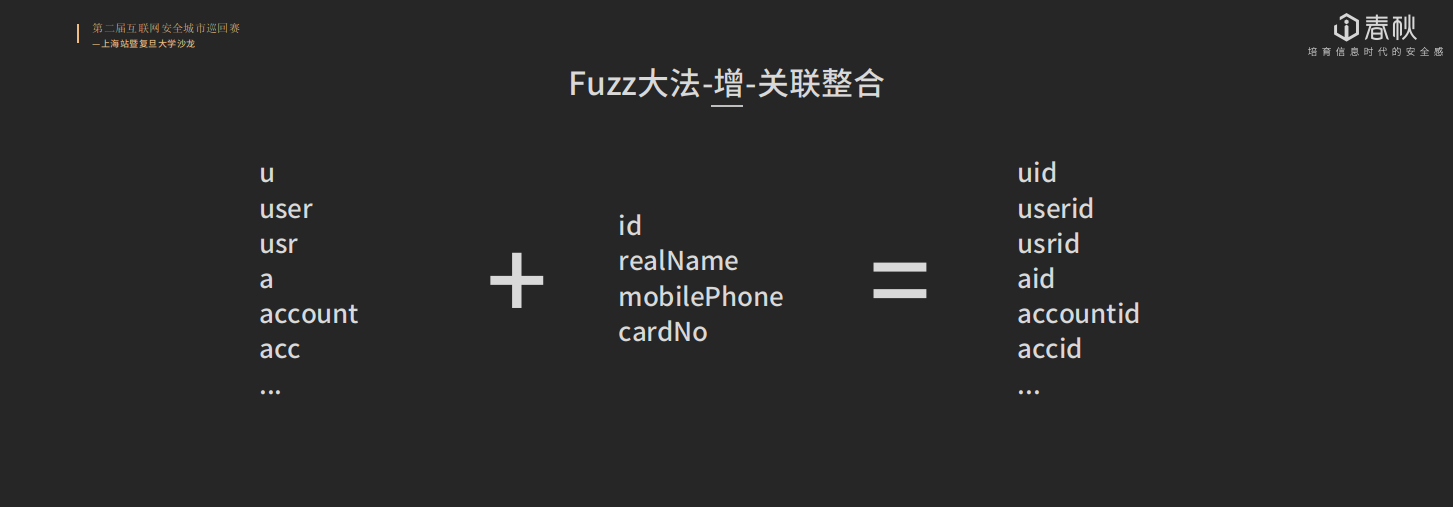 第二届互联网安全城市巡回赛
—上海站暨复旦大学沙龙
春秋
培育信息时代的安全感
Fuzz大法-增-关联整合
u
user
usr
a
account
acc
...
+
id
realName
mobilePhone
cardNo
=
uid
userid
usrid
aid
accountid
accid
...